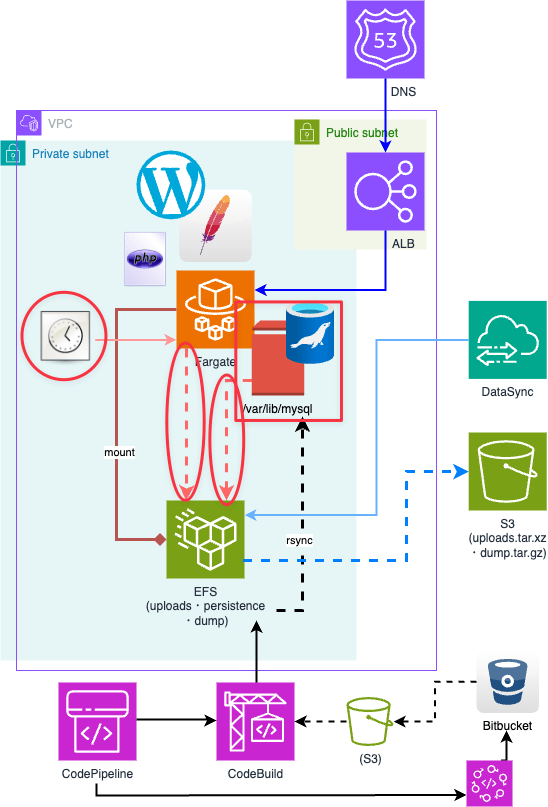 53
DNS
VPC
Public subnet
Private subnet
W
ALB
php
Fargate
DataSync
/var/lib/mysql
mount
S3
(uploads.tar.xz
・dump.tar.gz)
rsync
EFS
(uploads・persistence
・dump)
Bitbucket
CodePipeline
CodeBuild
(S3)